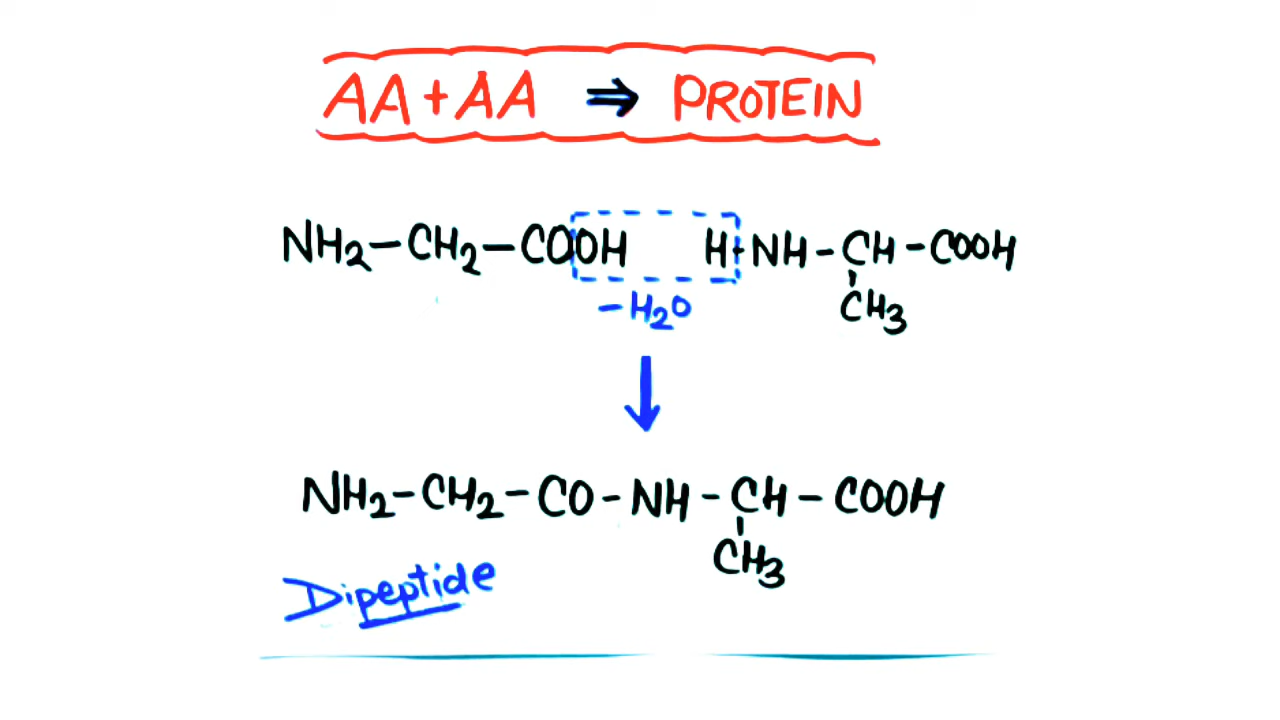 AA + AA ⇒ PROTEIN
NH2 – CH2 – COOH H - NH – CH – COOH
CH3
– H2O
NH2 – CH2 – CO – NH – CH – COOH
CH3
Dipeptide